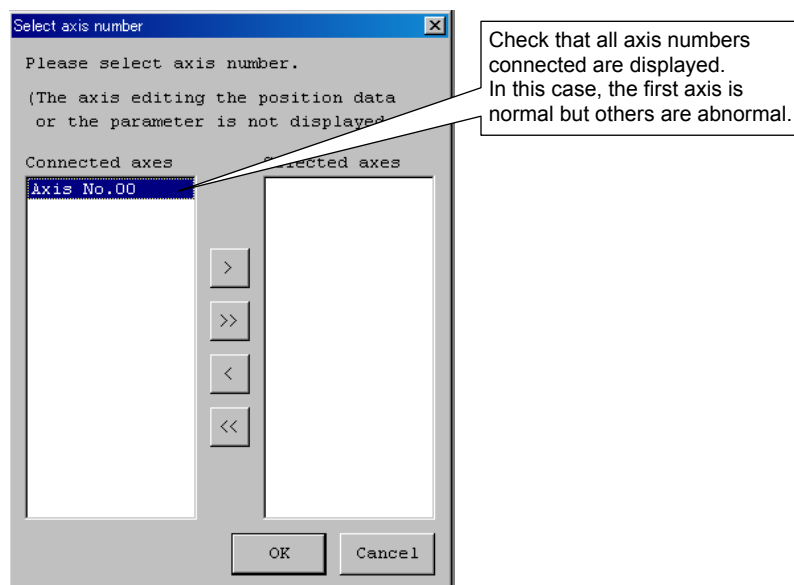 Select axis number
Please select axis number.
(The axis editing the position data
or the parameter is not displayed
Connected axes
Selected axes
Axis No.00
>
>>
<
<<
OK
Cancel
Check that all axis numbers
connected are displayed.
In this case, the first axis is
normal but others are abnormal.